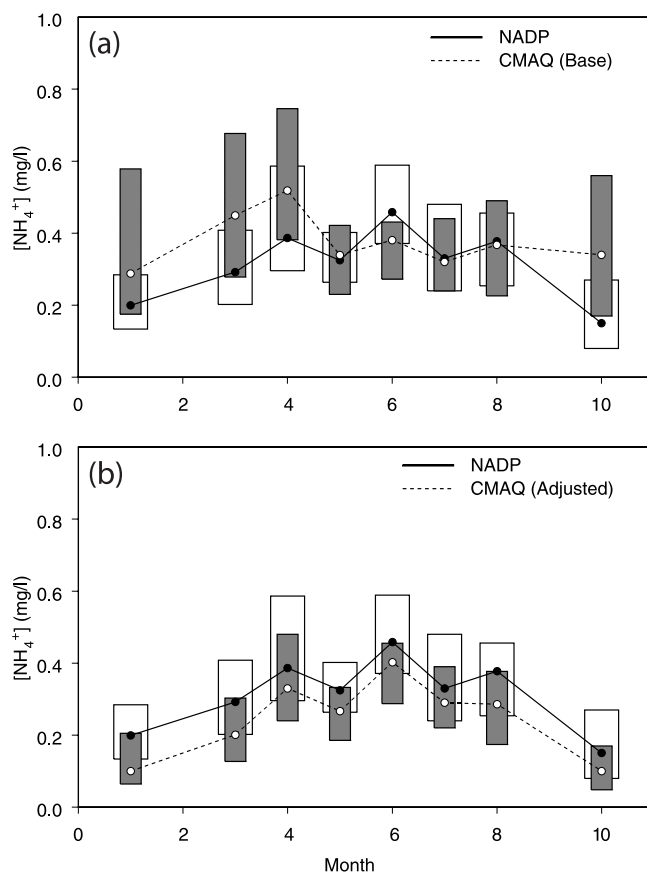 (a)
NADP
CMAQ (Base)
[NH₄⁺] (mg/l)
1.0
0.8
0.6
0.4
0.2
0.0
0 2 4 6 8 10
(b)
NADP
CMAQ (Adjusted)
[NH₄⁺] (mg/l)
1.0
0.8
0.6
0.4
0.2
0.0
0 2 4 6 8 10
Month